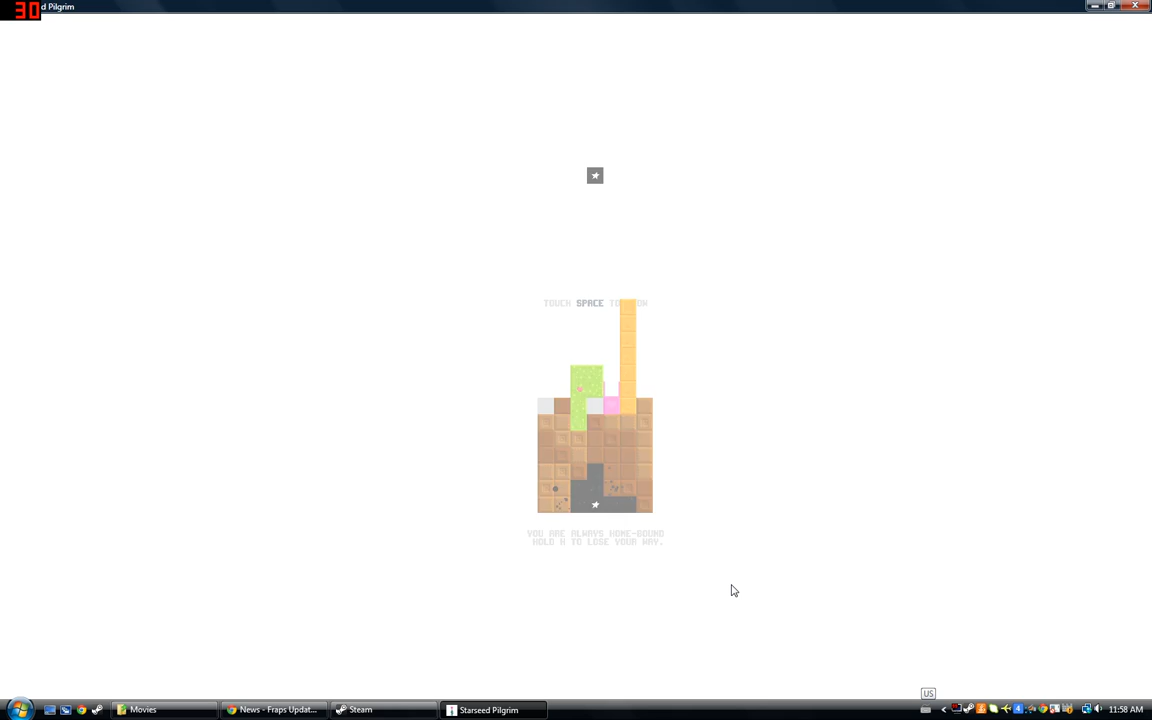 30
d Pilgrim
TOUCH SPACE TO
YOU ARE ALWAYS HOME-BOUND
HOLD H TO LOSE YOUR WAY.
US
Movies
News - Fraps Updat...
Steam
Starseed Pilgrim
4
11:58 AM